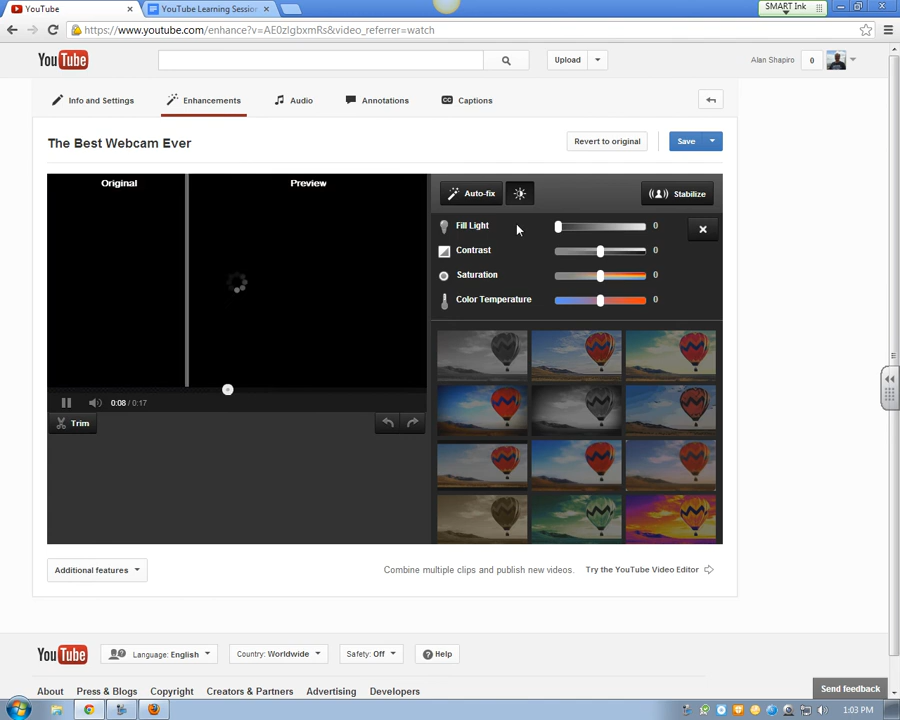 YouTube
YouTube Learning Session
SMART Ink
https://www.youtube.com/enhance?v=AE0zlgbxmRs&video_referrer=watch
YouTube
Upload
Alan Shapiro
0
Info and Settings
Enhancements
Audio
Annotations
CC Captions
The Best Webcam Ever
Revert to original
Save
Original
Preview
Auto-fix
Stabilize
Fill Light
0
Contrast
0
Saturation
0
Color Temperature
0
0:08 / 0:17
Trim
Additional features
Combine multiple clips and publish new videos.
Try the YouTube Video Editor
YouTube
Language: English
Country: Worldwide
Safety: Off
Help
About
Press & Blogs
Copyright
Creators & Partners
Advertising
Developers
Send feedback
1:03 PM